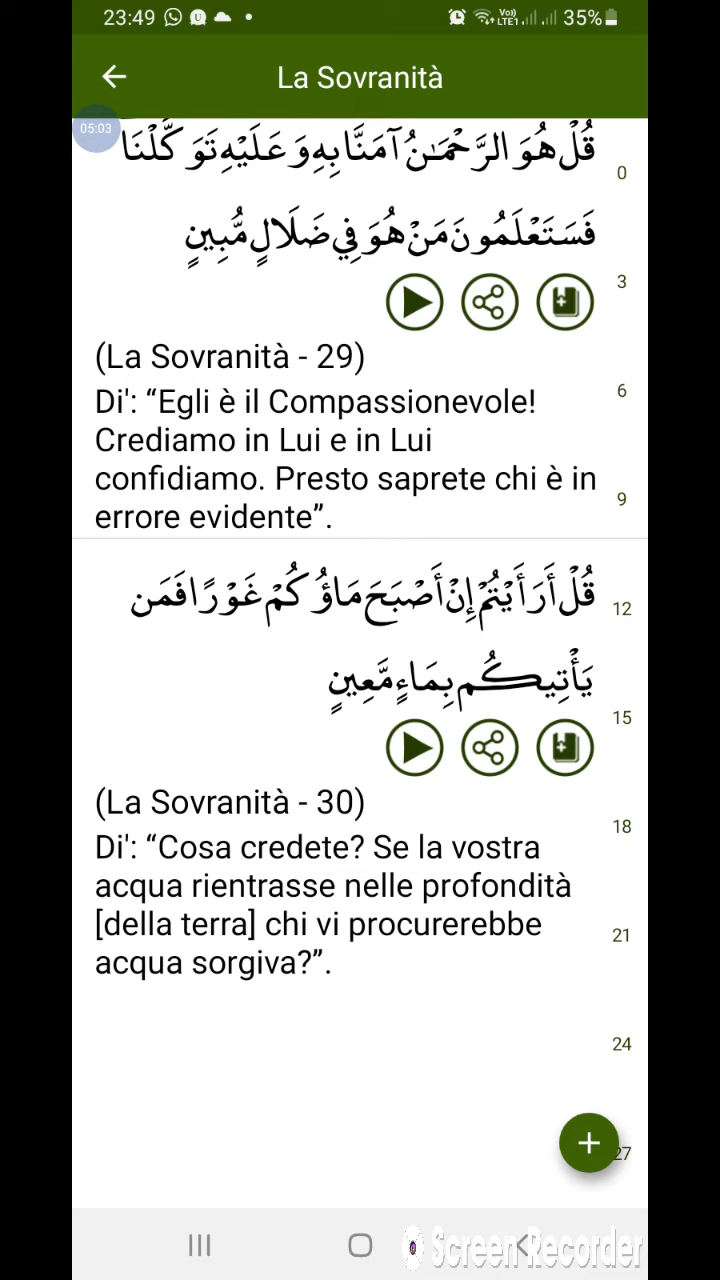 23:49 35%
La Sovranità
05:03
قُلْ هُوَ الرَّحْمَٰنُ آمَنَّا بِهِ وَعَلَيْهِ تَوَكَّلْنَا
0
فَسَتَعْلَمُونَ مَنْ هُوَ فِي ضَلَالٍ مُّبِينٍ
3
(La Sovranità - 29)
Di': “Egli è il Compassionevole!
6
Crediamo in Lui e in Lui
confidiamo. Presto saprete chi è in
9
errore evidente”.
قُلْ أَرَأَيْتُمْ إِنْ أَصْبَحَ مَاؤُكُمْ غَوْرًا فَمَن
12
يَأْتِيكُم بِمَاءٍ مَّعِينٍ
15
(La Sovranità - 30)
18
Di': “Cosa credete? Se la vostra
acqua rientrasse nelle profondità
[della terra] chi vi procurerebbe
21
acqua sorgiva?”.
24
+
27
Screen Recorder